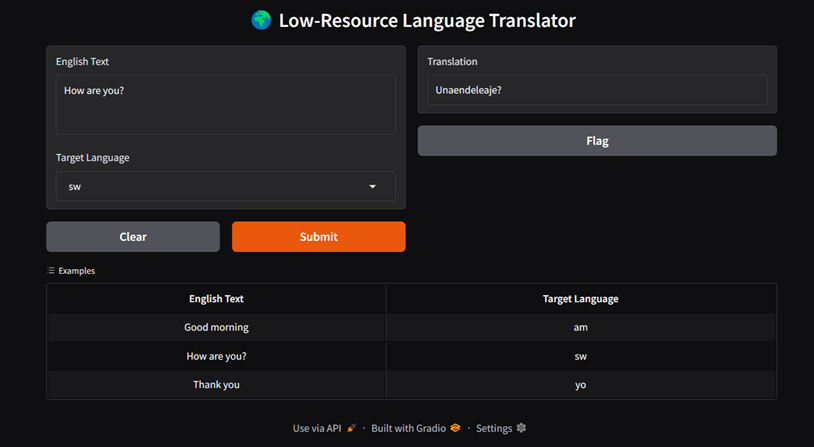 🌍 Low-Resource Language Translator
English Text
How are you?
Target Language
sw
Clear
Submit
Translation
Unaendeleaje?
Flag
Examples
English Text Target Language
Good morning am
How are you? sw
Thank you yo
Use via API · Built with Gradio · Settings